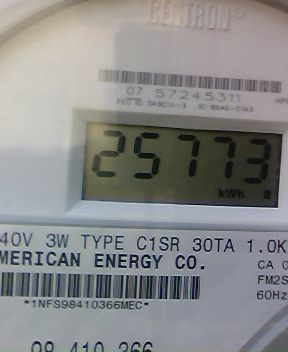 CENTRON®
07 57245311
25773
kWh
40V 3W TYPE C1SR 30TA 1.0K
MERICAN ENERGY CO.
CA 0
FM2S
*1NFS98410366MEC*
60Hz
98 410 366